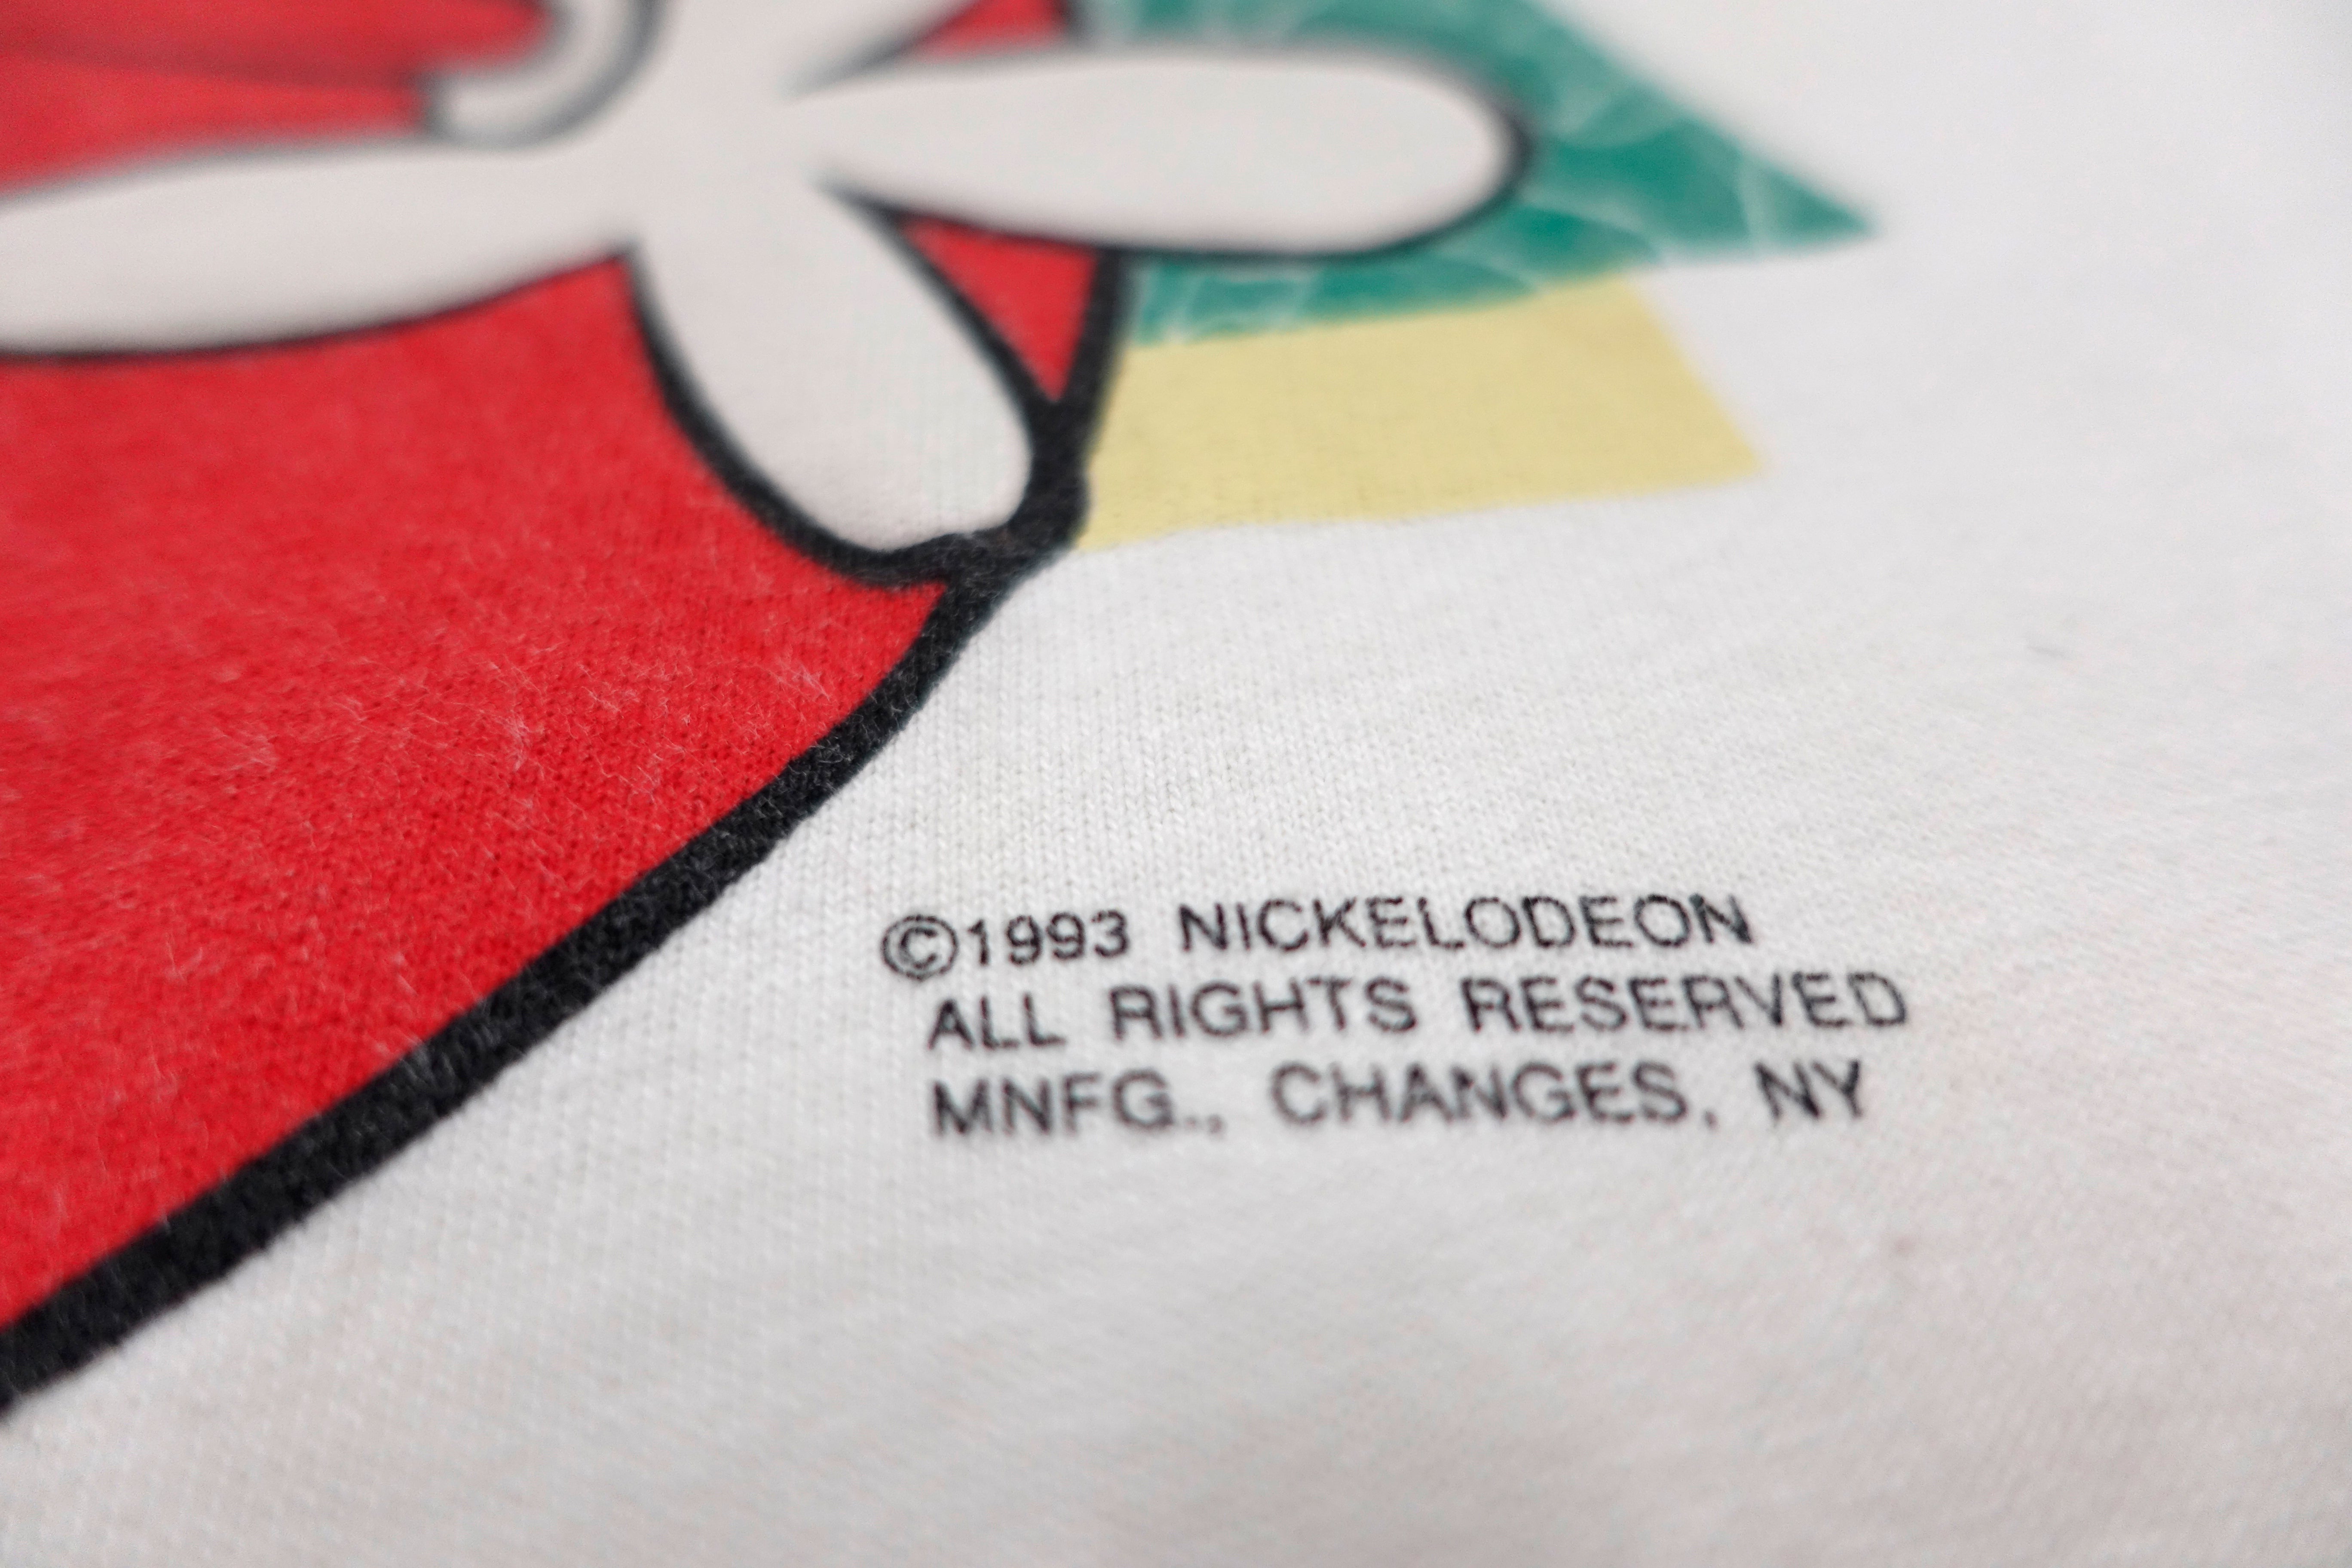 ©1993 NICKELODEON
ALL RIGHTS RESERVED
MNFG., CHANGES, NY